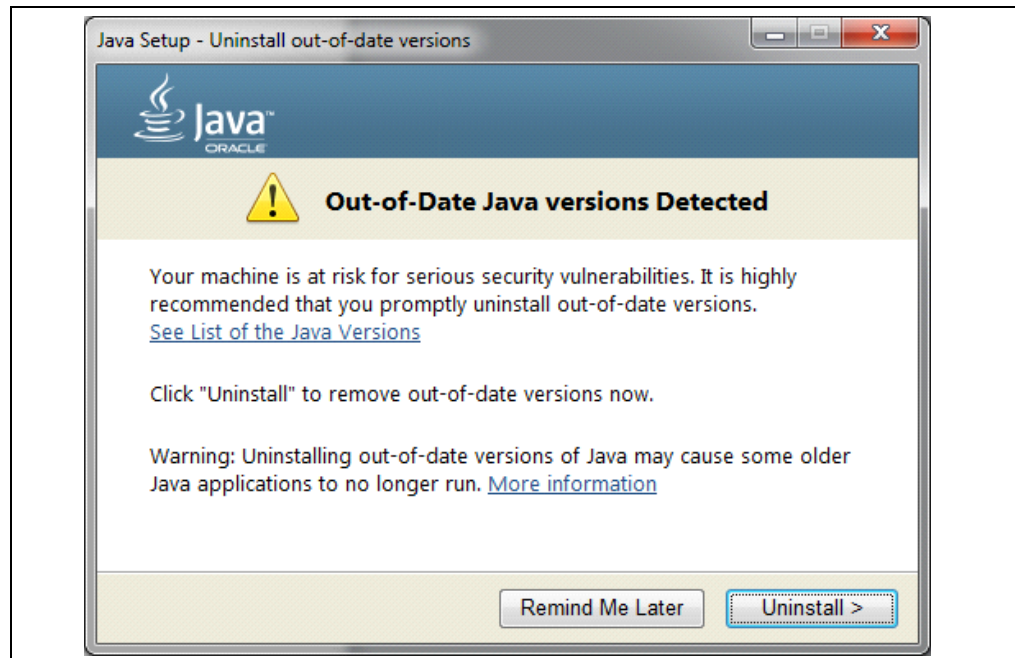 Java Setup - Uninstall out-of-date versions
Java™
ORACLE
Out-of-Date Java versions Detected
Your machine is at risk for serious security vulnerabilities. It is highly
recommended that you promptly uninstall out-of-date versions.
See List of the Java Versions
Click "Uninstall" to remove out-of-date versions now.
Warning: Uninstalling out-of-date versions of Java may cause some older
Java applications to no longer run. More information
Remind Me Later
Uninstall >